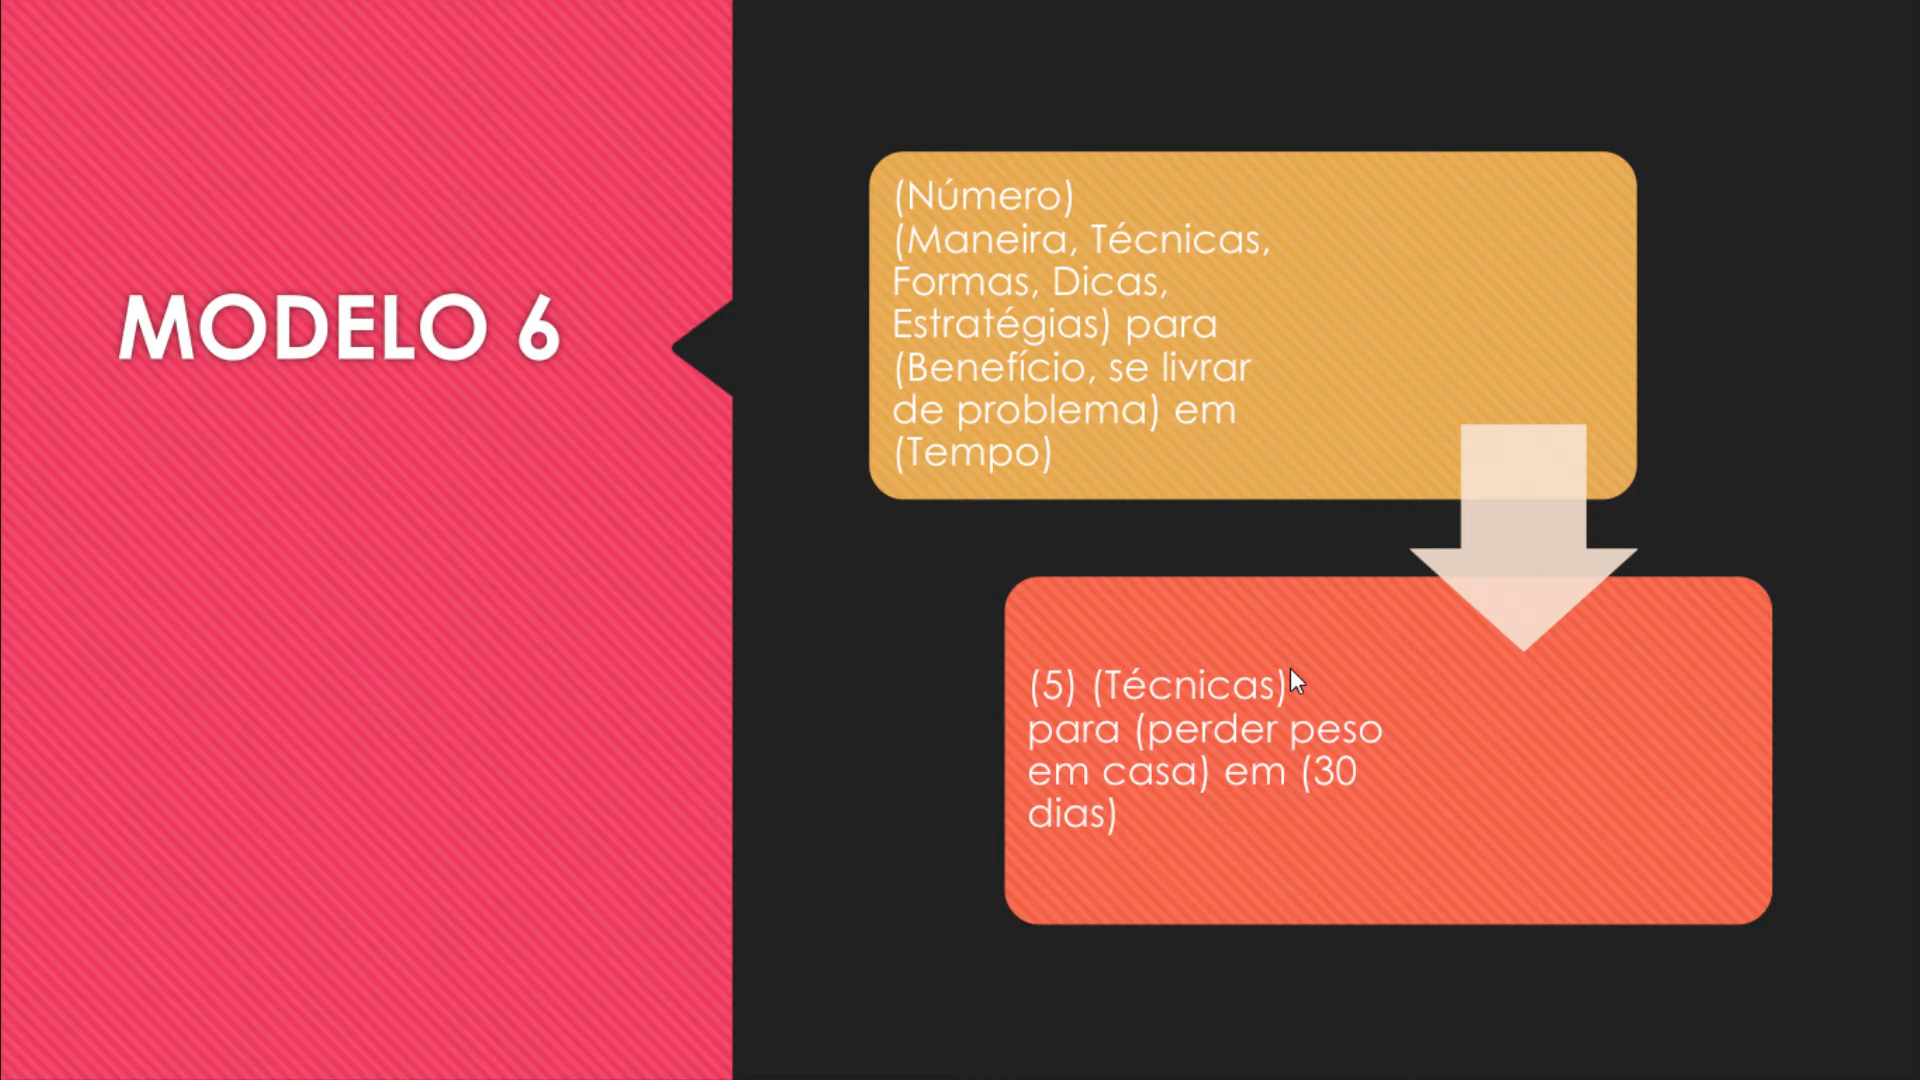 MODELO 6
(Número)
(Maneira, Técnicas,
Formas, Dicas,
Estratégias) para
(Benefício, se livrar
de problema) em
(Tempo)
(5) (Técnicas)
para (perder peso
em casa) em (30
dias)